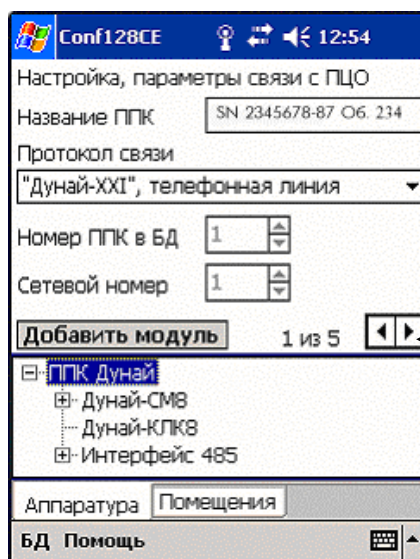 Conf128CE 12:54
Настройка, параметры связи с ПЦО
Название ППК SN 2345678-87 Об. 234
Протокол связи
"Дунай-XXI", телефонная линия
Номер ППК в БД 1
Сетевой номер 1
Добавить модуль 1 из 5
ППК Дунай
Дунай-СМ8
Дунай-КЛК8
Интерфейс 485
Аппаратура Помещения
БД Помощь